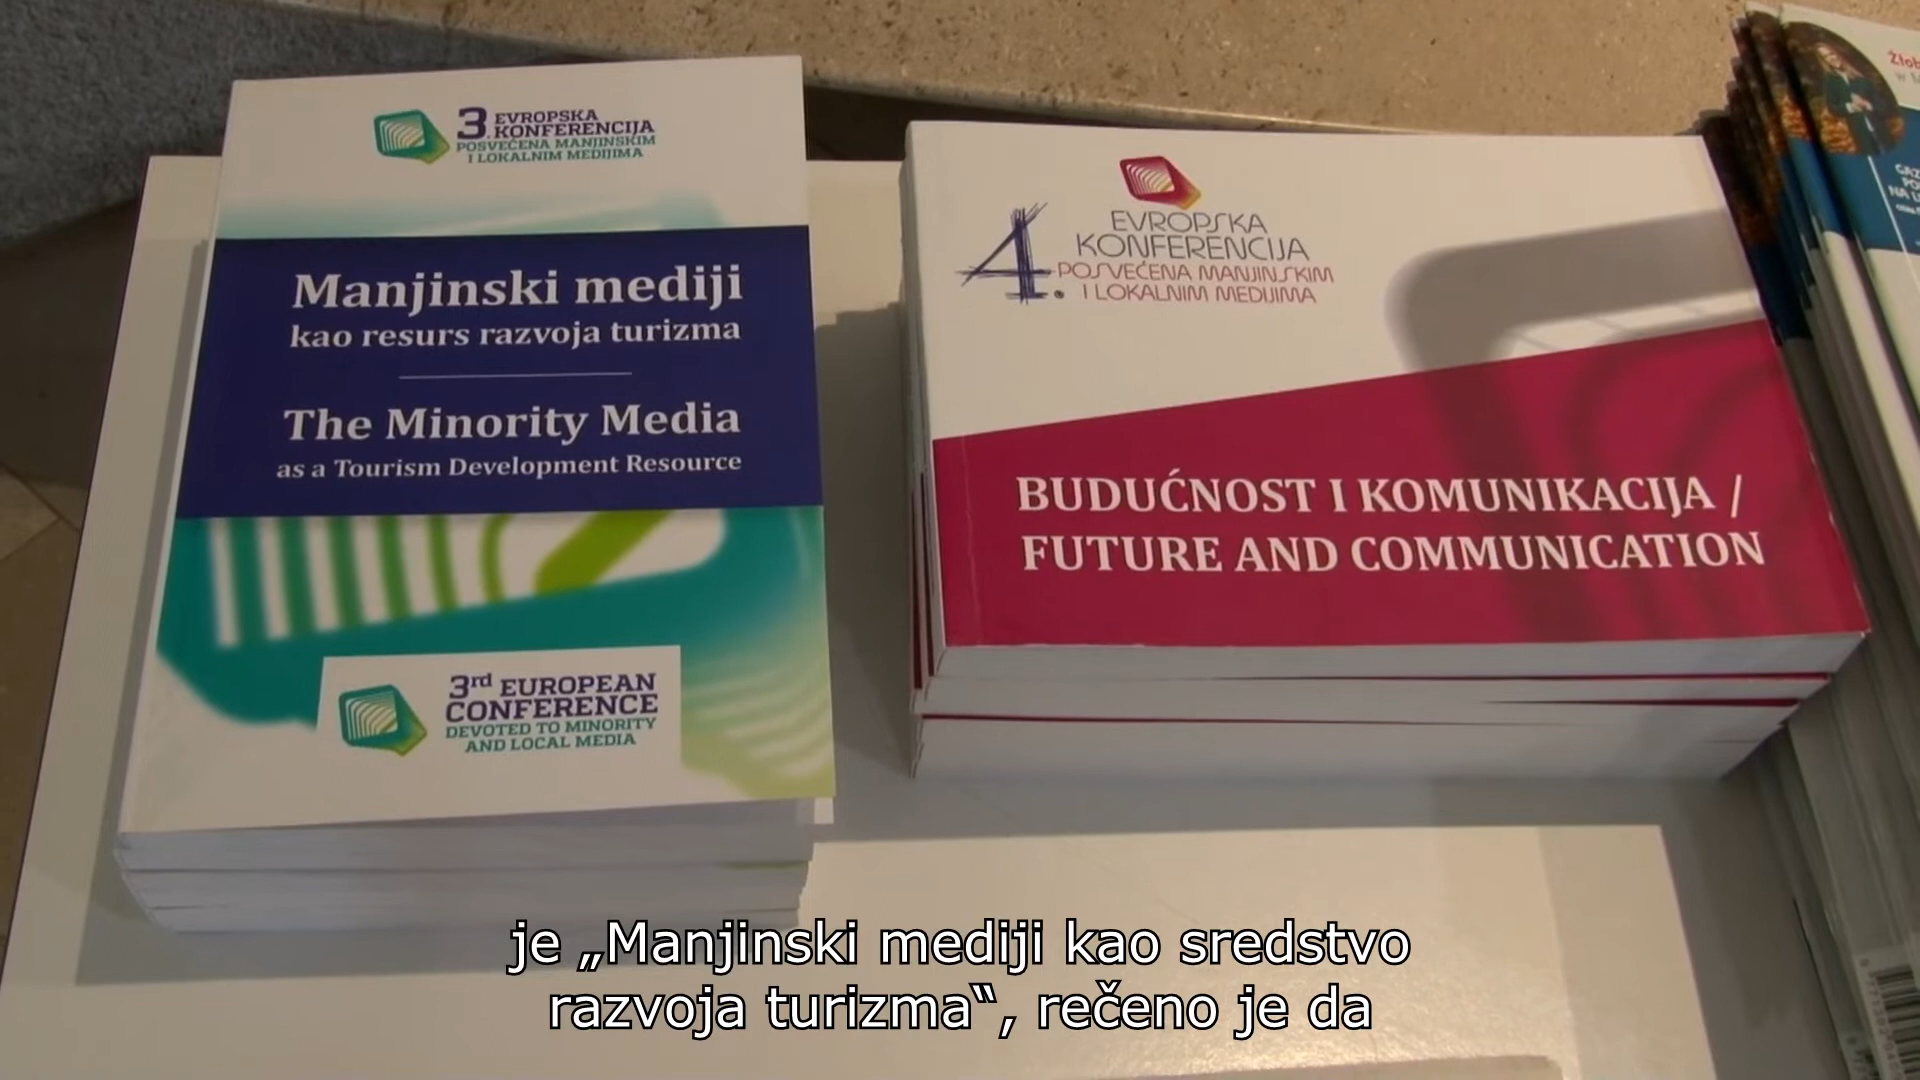 3. EVROPSKA
KONFERENCIJA
POSVEĆENA MANJINSKIM
I LOKALNIM MEDIJIMA
Manjinski mediji
kao resurs razvoja turizma
The Minority Media
as a Tourism Development Resource
3rd EUROPEAN
CONFERENCE
DEVOTED TO MINORITY
AND LOCAL MEDIA
4. EVROPSKA
KONFERENCIJA
POSVEĆENA MANJINSKIM
I LOKALNIM MEDIJIMA
BUDUĆNOST I KOMUNIKACIJA /
FUTURE AND COMMUNICATION
je „Manjinski mediji kao sredstvo
razvoja turizma“, rečeno je da